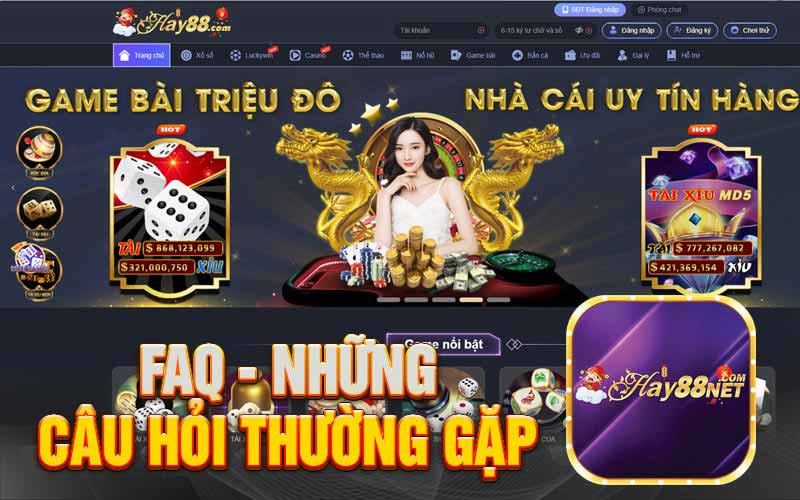 SĐT Đăng nhập
Phòng chat
Hay88.com
Tài khoản
6-15 ký tự chữ và số
Đăng nhập
Đăng ký
Chơi thử
Trang chủ
Xổ số
Luckywin
Casino
Thể thao
Nổ hũ
Game bài
Bắn cá
Ưu đãi
Đại lý
Hỗ trợ
GAME BÀI TRIỆU ĐÔ
NHÀ CÁI UY TÍN HÀNG
HOT
HOT
XÓC DĨA
TÀI XỈU
TÀI
$ 868,123,099
$ 321,000,750
XỈU
TÀI XỈU MD5
TÀI
$ 777,267,082
$ 421,369,154
XỈU
Game nổi bật
FAQ - NHỮNG
CÂU HỎI THƯỜNG GẶP
Hay88NET
.COM